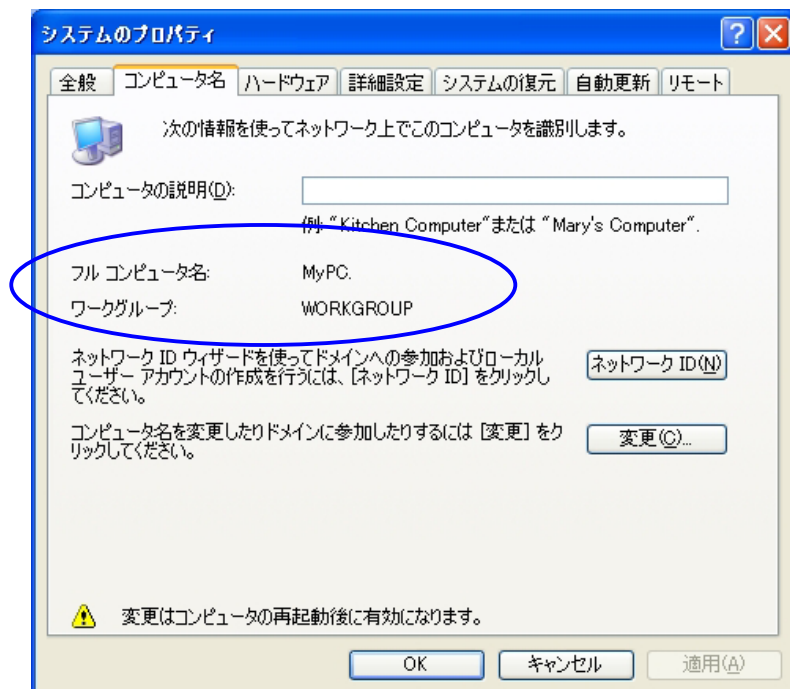 システムのプロパティ
全般 コンピュータ名 ハードウェア 詳細設定 システムの復元 自動更新 リモート
次の情報を使ってネットワーク上でこのコンピュータを識別します。
コンピュータの説明(D):
例: "Kitchen Computer"または "Mary's Computer".
フル コンピュータ名: MyPC.
ワークグループ: WORKGROUP
ネットワーク ID ウィザードを使ってドメインへの参加およびローカル
ユーザー アカウントの作成を行うには、[ネットワーク ID] をクリックし
てください。
ネットワーク ID(N)
コンピュータ名を変更したりドメインに参加したりするには [変更] をク
リックしてください。
変更(C)...
変更はコンピュータの再起動後に有効になります。
OK キャンセル 適用(A)